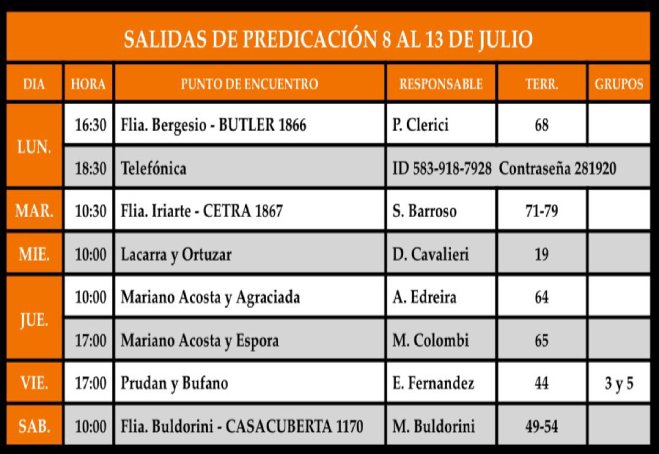 SALIDAS DE PREDICACIÓN 8 AL 13 DE JULIO
DIA HORA PUNTO DE ENCUENTRO RESPONSABLE TERR. GRUPOS
LUN. 16:30 Flia. Bergesio - BUTLER 1866 P. Clerici 68
18:30 Telefónica ID 583-918-7928 Contraseña 281920
MAR. 10:30 Flia. Iriarte - CETRA 1867 S. Barroso 71-79
MIE. 10:00 Lacarra y Ortuzar D. Cavalieri 19
JUE. 10:00 Mariano Acosta y Agraciada A. Edreira 64
17:00 Mariano Acosta y Espora M. Colombi 65
VIE. 17:00 Prudan y Bufano E. Fernandez 44 3 y 5
SAB. 10:00 Flia. Buldorini - CASACUBERTA 1170 M. Buldorini 49-54